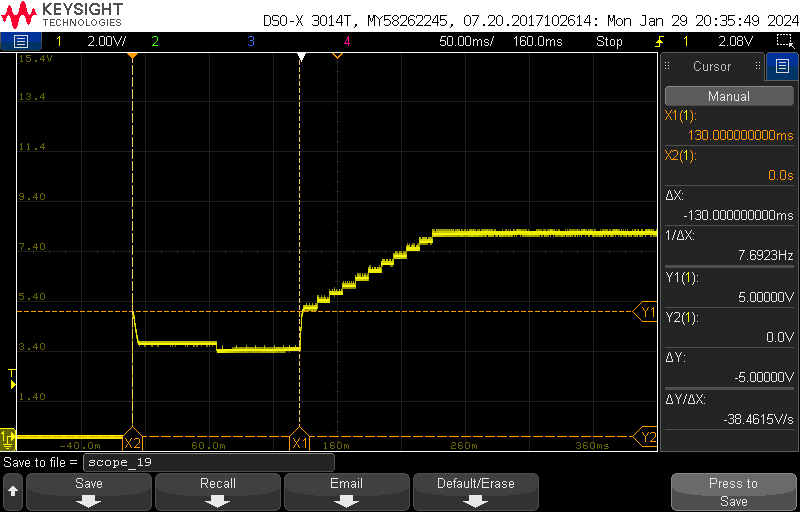 KEYSIGHT
TECHNOLOGIES
DSO-X 3014T, MY58262245, 07.20.2017102614: Mon Jan 29 20:35:49 2024
1 2.00V/ 2 3 4 50.00ms/ 160.0ms Stop 1 2.08V
15.4V
13.4
11.4
9.40
7.40
5.40
3.40
1.40
-40.0m 60.0m 160m 260m 360ms
T
1
X2
X1
Y1
Y2
Cursor
Manual
X1(1):
130.000000000ms
X2(1):
0.0s
ΔX:
-130.000000000ms
1/ΔX:
7.6923Hz
Y1(1):
5.00000V
Y2(1):
0.0V
ΔY:
-5.00000V
ΔY/ΔX:
-38.4615V/s
Save to file = scope_19
Save
Recall
Email
Default/Erase
Press to
Save